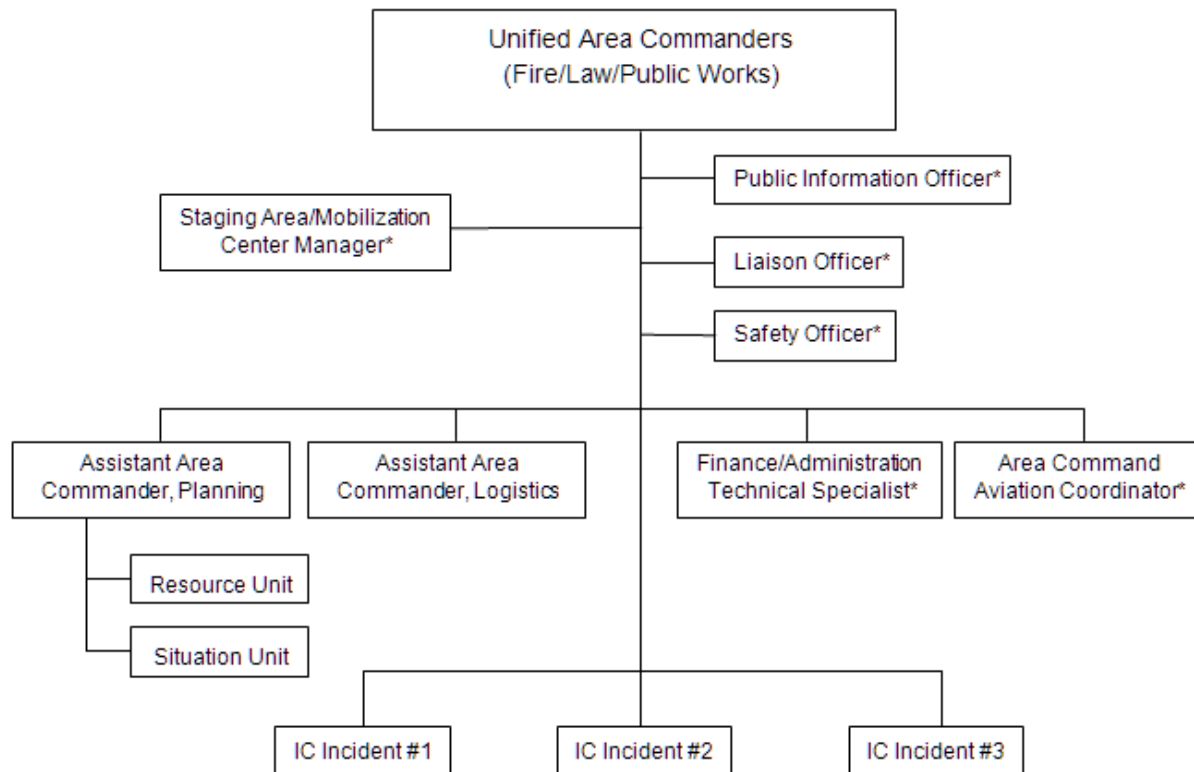 Unified Area Commanders
(Fire/Law/Public Works)
Public Information Officer*
Staging Area/Mobilization
Center Manager*
Liaison Officer*
Safety Officer*
Assistant Area
Commander, Planning
Assistant Area
Commander, Logistics
Finance/Administration
Technical Specialist*
Area Command
Aviation Coordinator*
Resource Unit
Situation Unit
IC Incident #1
IC Incident #2
IC Incident #3